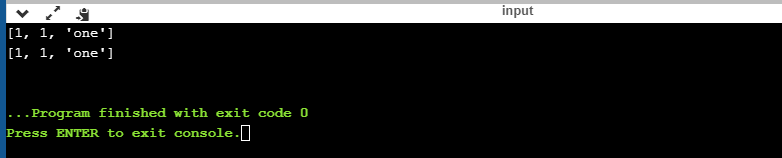 input
[1, 1, 'one']
[1, 1, 'one']
...Program finished with exit code 0
Press ENTER to exit console.